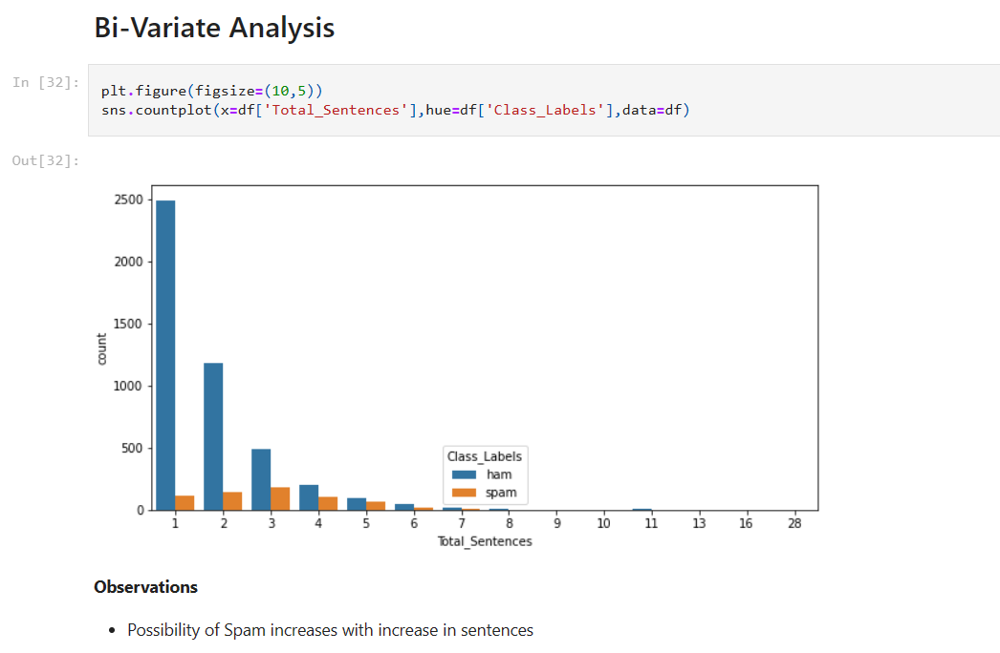 Bi-Variate Analysis
In [32]:
plt.figure(figsize=(10,5))
sns.countplot(x=df['Total_Sentences'],hue=df['Class_Labels'],data=df)
Out[32]:
2500
2000
1500
1000
500
0
count
Class_Labels
ham
spam
1 2 3 4 5 6 7 8 9 10 11 13 16 28
Total_Sentences
Observations
• Possibility of Spam increases with increase in sentences